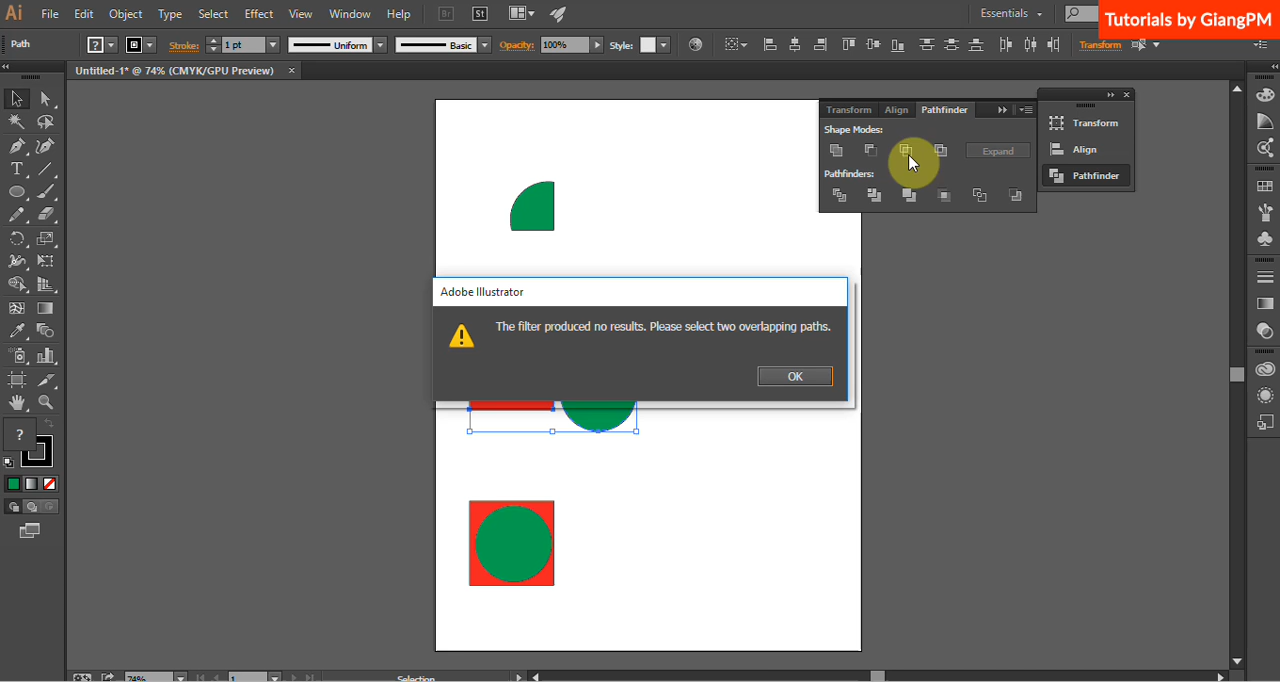 Ai File Edit Object Type Select Effect View Window Help Br St Essentials
Tutorials by GiangPM
Path ? Stroke: 1 pt Uniform Basic Opacity: 100% Style: Transform
Untitled-1* @ 74% (CMYK/GPU Preview) ×
Transform Align Pathfinder
Shape Modes:
Expand
Pathfinders:
Transform
Align
Pathfinder
Adobe Illustrator
The filter produced no results. Please select two overlapping paths.
OK
T
?
74% 1 Selection